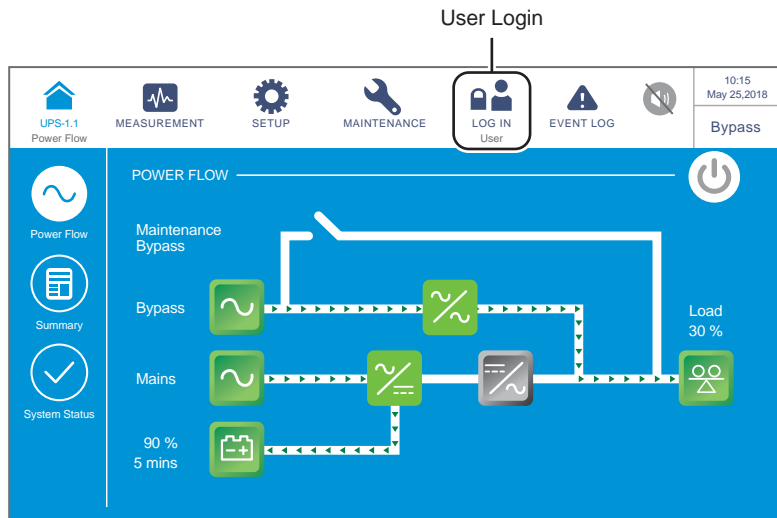 User Login
UPS-1.1
Power Flow
MEASUREMENT
SETUP
MAINTENANCE
LOG IN
User
EVENT LOG
10:15
May 25,2018
Bypass
POWER FLOW
Power Flow
Summary
System Status
Maintenance
Bypass
Bypass
Mains
90 %
5 mins
Load
30 %